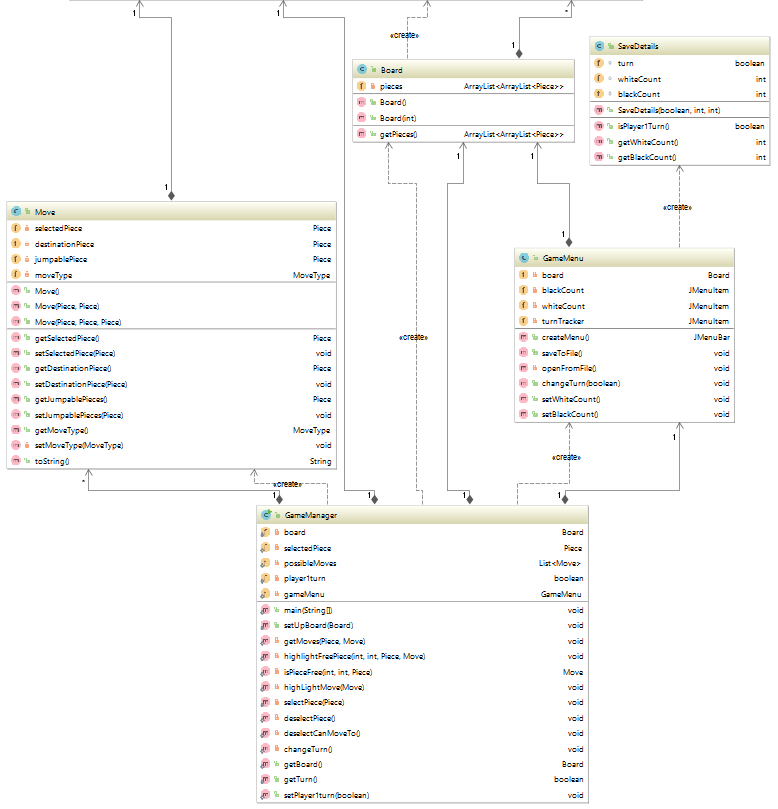 1
1
1
*
«create»
1
Board
pieces ArrayList<ArrayList<Piece>>
Board()
Board(int)
getPieces() ArrayList<ArrayList<Piece>>
SaveDetails
turn boolean
whiteCount int
blackCount int
SaveDetails(boolean, int, int)
isPlayer1Turn() boolean
getWhiteCount() int
getBlackCount() int
1
1
1
«create»
1
Move
selectedPiece Piece
destinationPiece Piece
jumpablePiece Piece
moveType MoveType
Move()
Move(Piece, Piece)
Move(Piece, Piece, Piece)
getSelectedPiece() Piece
setSelectedPiece(Piece) void
getDestinationPiece() Piece
setDestinationPiece(Piece) void
getJumpablePieces() Piece
setJumpablePieces(Piece) void
getMoveType() MoveType
setMoveType(MoveType) void
toString() String
«create»
GameMenu
board Board
blackCount JMenuItem
whiteCount JMenuItem
turnTracker JMenuItem
createMenu() JMenuBar
saveToFile() void
openFromFile() void
changeTurn(boolean) void
setWhiteCount() void
setBlackCount() void
1
«create»
*
«create»
1
1
1
1
GameManager
board Board
selectedPiece Piece
possibleMoves List<Move>
player1turn boolean
gameMenu GameMenu
main(String[]) void
setUpBoard(Board) void
getMoves(Piece, Move) void
highlightFreePiece(int, int, Piece, Move) void
isPieceFree(int, int, Piece) Move
highLightMove(Move) void
selectPiece(Piece) void
deselectPiece() void
deselectCanMoveTo() void
changeTurn() void
getBoard() Board
getTurn() boolean
setPlayer1turn(boolean) void